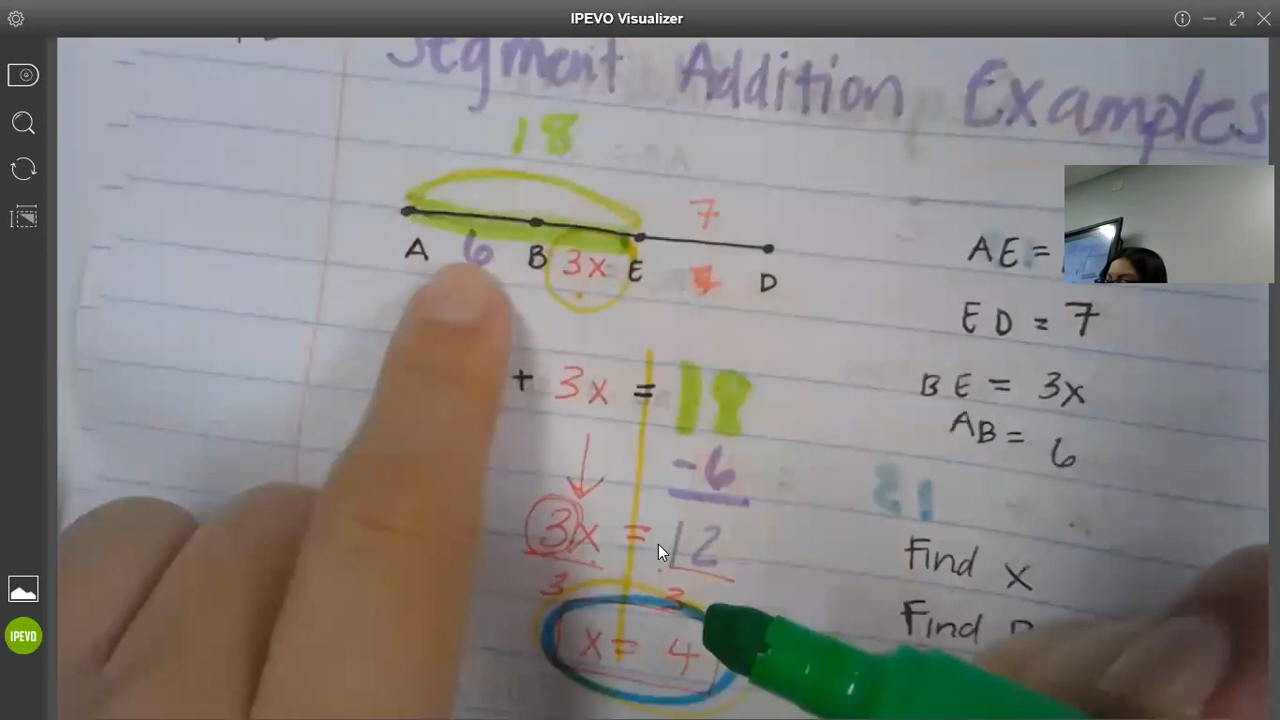 IPEVO Visualizer
Segment Addition Examples
18
7
A 6 B 3x E D
AE =
ED = 7
BE = 3x
AB = 6
+ 3x = 18
-6
3x = 12
3 3
x = 4
Find x
Find
IPEVO